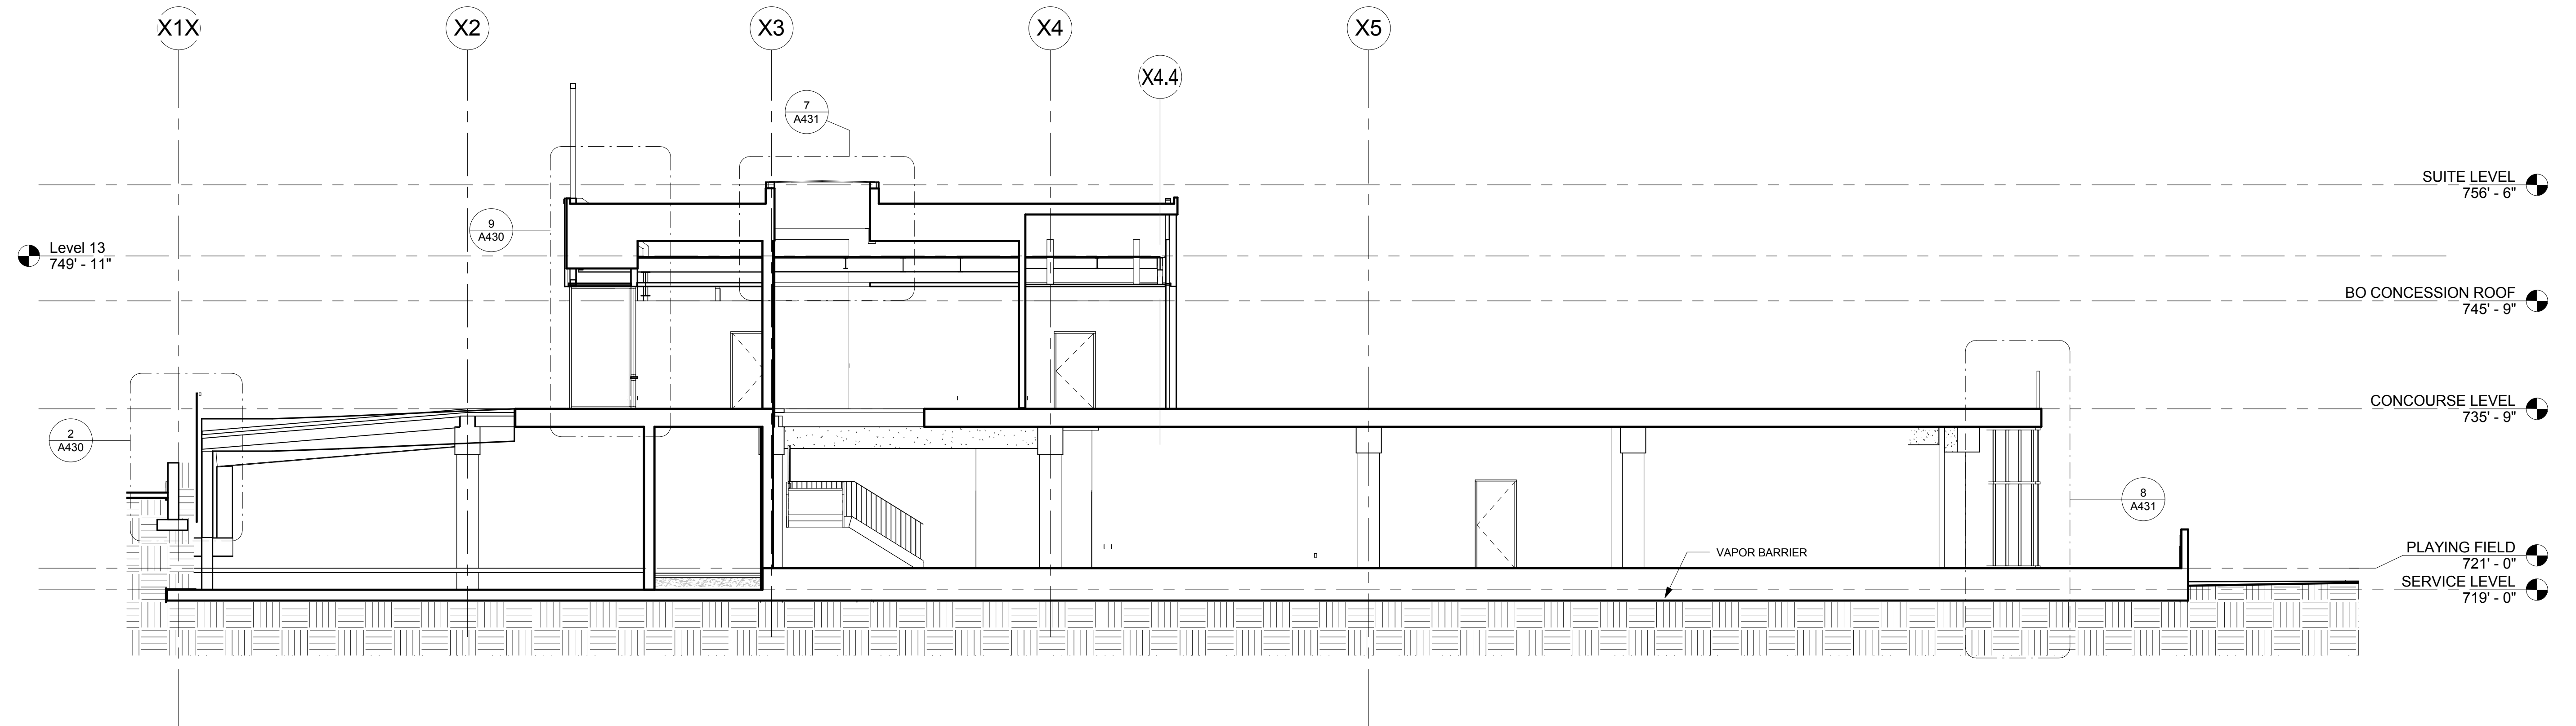 X1X
X2
X3
X4
X5
X4.4
7
A431
SUITE LEVEL
756' - 6"
9
A430
Level 13
749' - 11"
BO CONCESSION ROOF
745' - 9"
CONCOURSE LEVEL
735' - 9"
2
A430
8
A431
VAPOR BARRIER
PLAYING FIELD
721' - 0"
SERVICE LEVEL
719' - 0"